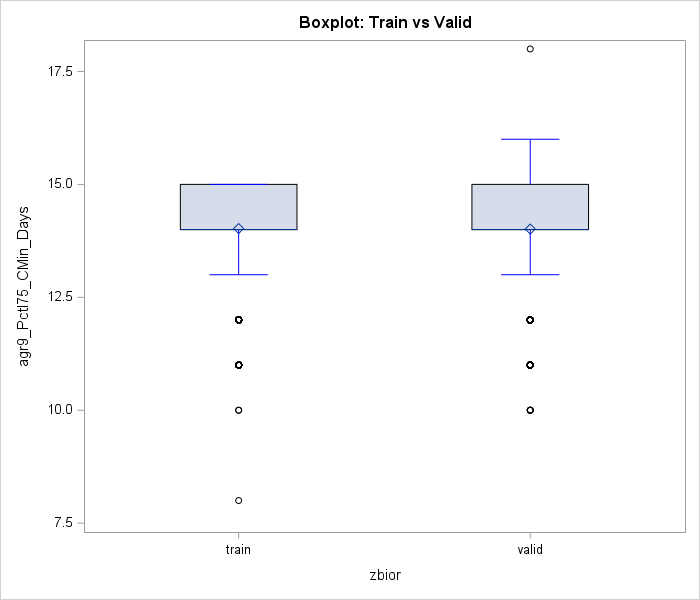 Boxplot: Train vs Valid
17.5
15.0
12.5
10.0
7.5
agr9_Pctl75_CMin_Days
train valid
zbior